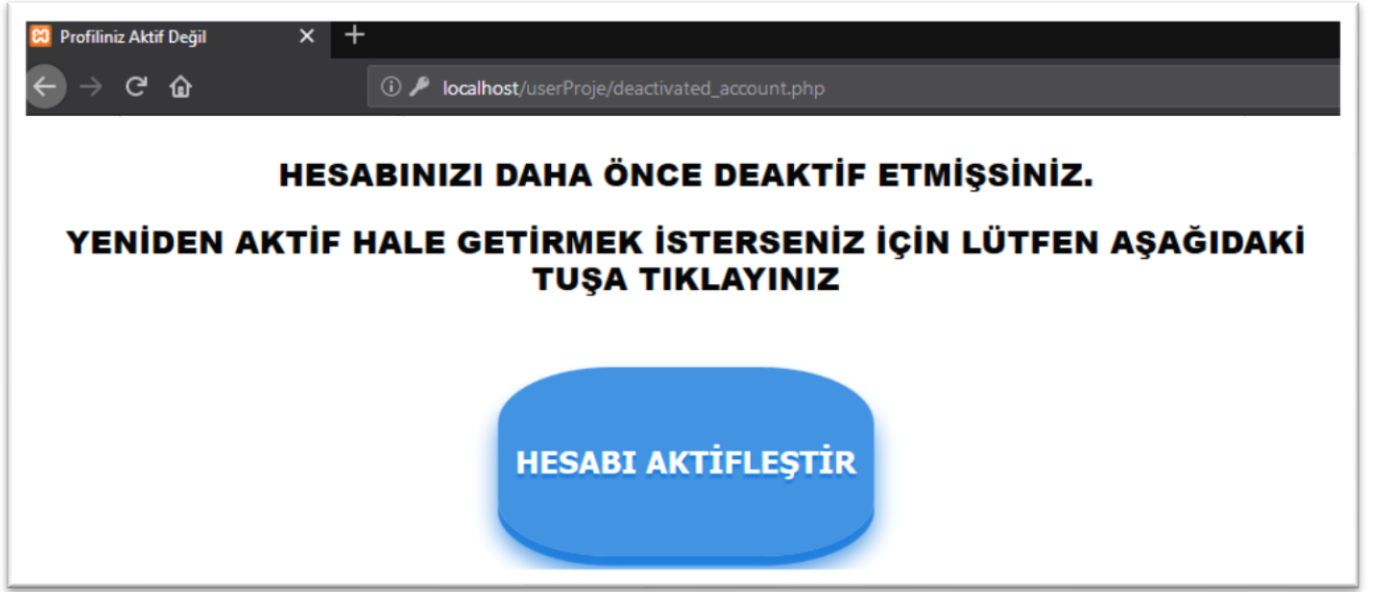 Profiliniz Aktif Değil
localhost/userProje/deactivated_account.php
HESABINIZI DAHA ÖNCE DEAKTİF ETMİŞSİNİZ.
YENİDEN AKTİF HALE GETİRMEK İSTERSENİZ İÇİN LÜTFEN AŞAĞIDAKİ
TUŞA TIKLAYINIZ
HESABI AKTİFLEŞTİR